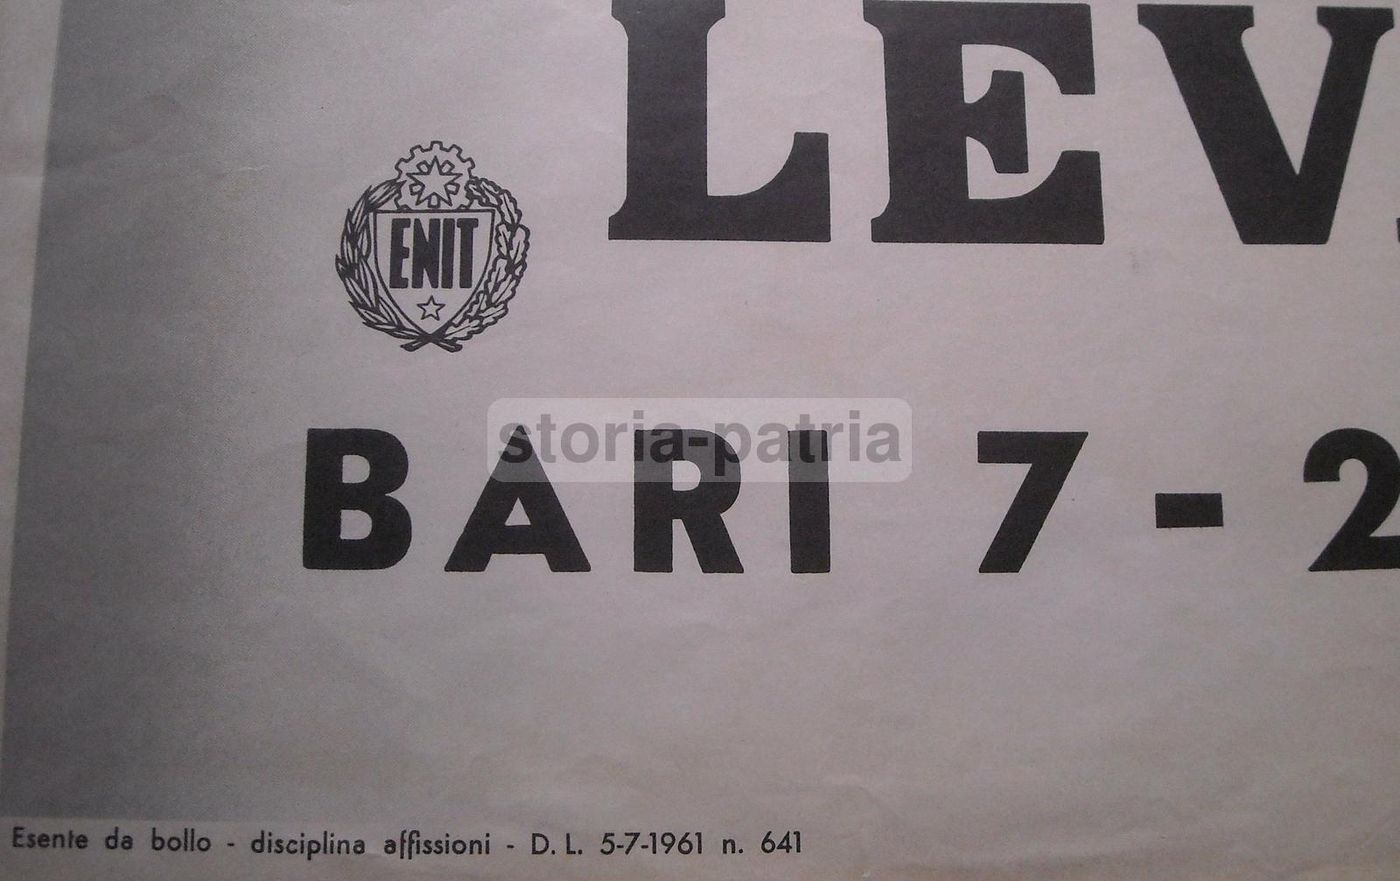 LEV
ENIT
BARI 7 - 2
storia-patria
Esente da bollo - disciplina affissioni - D. L. 5-7-1961 n. 641